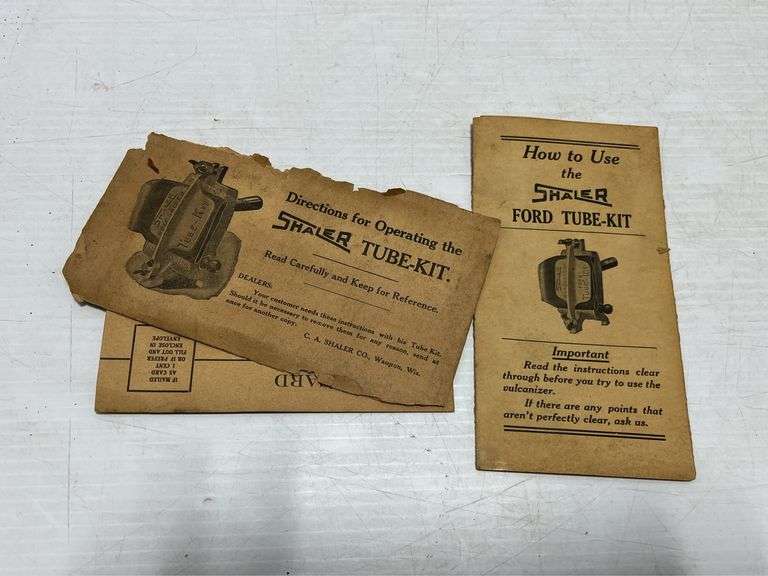 Directions for Operating the
SHALER TUBE-KIT.
Read Carefully and Keep for Reference.
DEALERS:
Your customer needs these instructions with his Tube Kit.
Should it be necessary to remove them for any reason, send at
once for another copy.
C. A. SHALER CO., Waupun, Wis.
IF MAILED
AS CARD
1 CENT
OR IF PREFER
FILL OUT AND
ENCLOSE IN
ENVELOPE
How to Use
the
SHALER
FORD TUBE-KIT
Important
Read the instructions clear
through before you try to use the
vulcanizer.
If there are any points that
aren't perfectly clear, ask us.